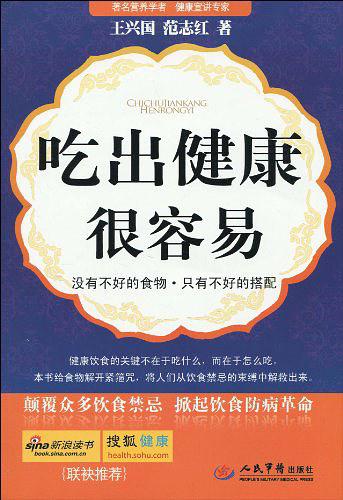 著名营养学者·健康宣讲专家
王兴国 范志红 著
CHICHUJIANKANG
HENRONGYI
吃出健康
很容易
没有不好的食物·只有不好的搭配
健康饮食的关键不在于吃什么，而在于怎么吃，
本书给食物解开紧箍咒，将人们从饮食禁忌的束缚中解救出来。
颠覆众多饮食禁忌 掀起饮食防病革命
sina 新浪读书
book.sina.com.cn
搜狐健康
health.sohu.com
(联袂推荐)
人民军医出版社
PEOPLE'S MILITARY MEDICAL PRESS